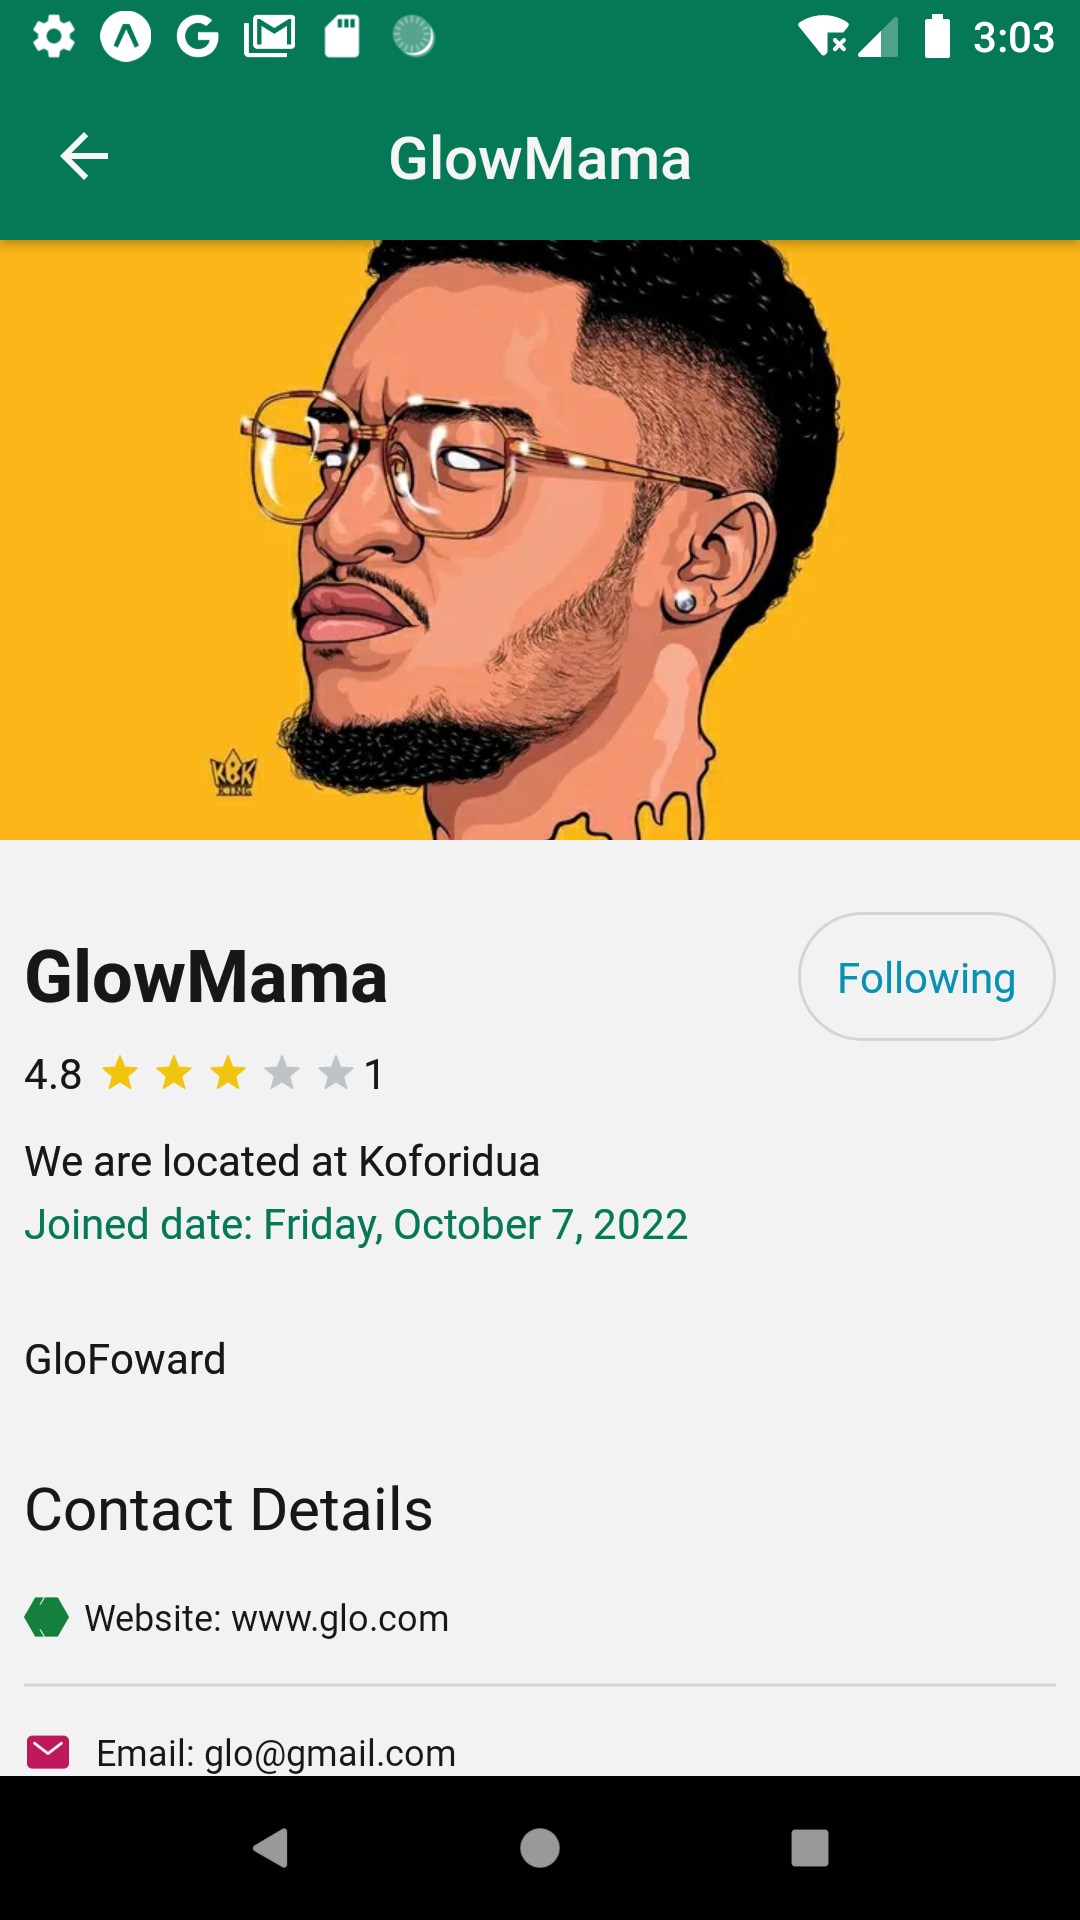 3:03
GlowMama
KBK
KING
GlowMama
Following
4.8 1
We are located at Koforidua
Joined date: Friday, October 7, 2022
GloFoward
Contact Details
Website: www.glo.com
Email: glo@gmail.com